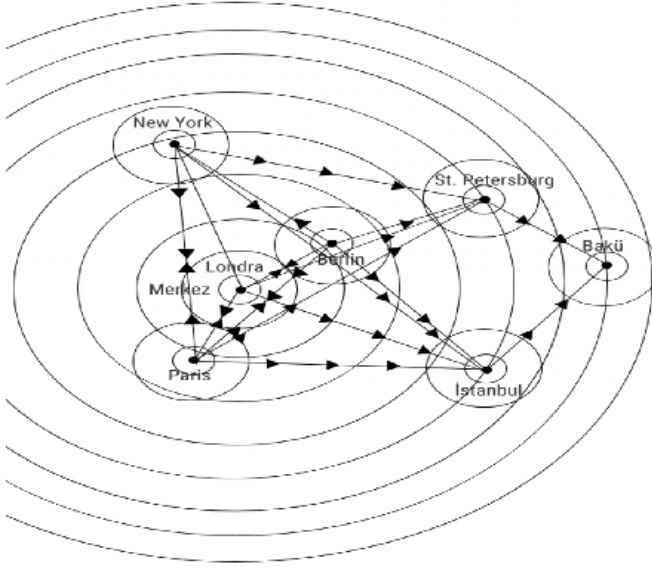 New York
St. Petersburg
Bakü
Berlin
Londra
Merkez
Paris
İstanbul